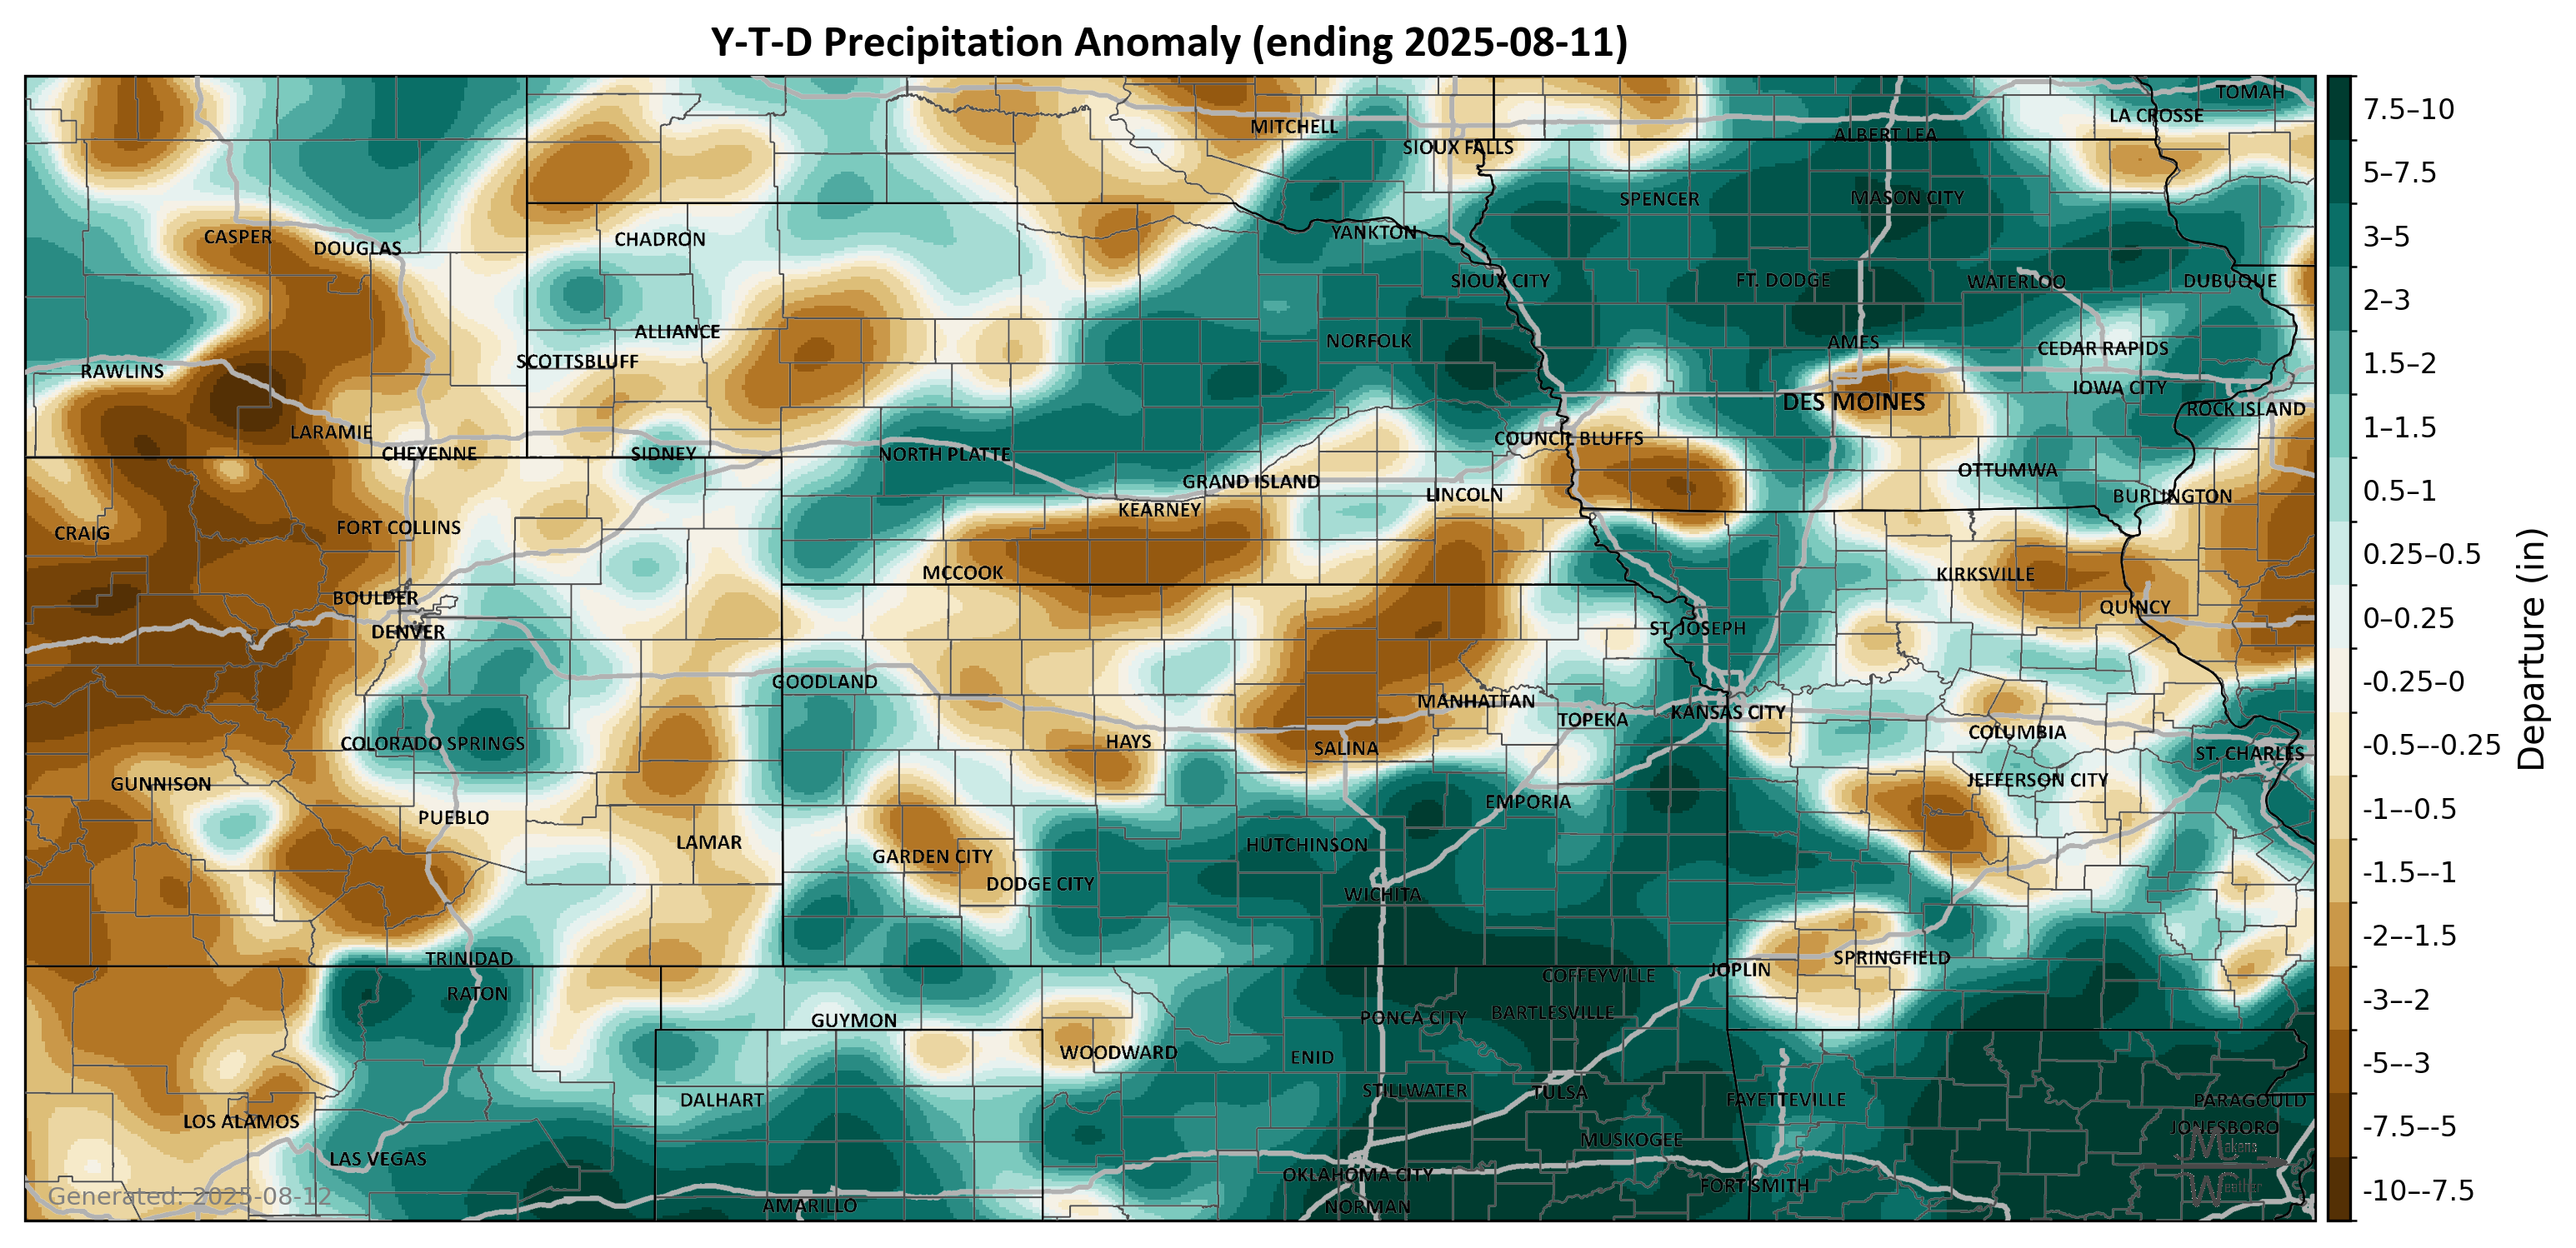 Y-T-D Precipitation Anomaly (ending 2025-08-11)
TOMAH
LA CROSSE
MITCHELL
ALBERT LEA
SIOUX FALLS
SPENCER
MASON CITY
YANKTON
CASPER
CHADRON
DOUGLAS
SIOUX CITY
FT. DODGE
WATERLOO
DUBUQUE
ALLIANCE
NORFOLK
AMES
CEDAR RAPIDS
SCOTTSBLUFF
RAWLINS
IOWA CITY
DES MOINES
ROCK ISLAND
LARAMIE
COUNCIL BLUFFS
CHEYENNE
SIDNEY
NORTH PLATTE
OTTUMWA
GRAND ISLAND
LINCOLN
BURLINGTON
KEARNEY
CRAIG
FORT COLLINS
MCCOOK
KIRKSVILLE
BOULDER
QUINCY
DENVER
ST. JOSEPH
GOODLAND
MANHATTAN
KANSAS CITY
TOPEKA
COLUMBIA
COLORADO SPRINGS
HAYS
SALINA
ST. CHARLES
GUNNISON
JEFFERSON CITY
EMPORIA
PUEBLO
LAMAR
HUTCHINSON
GARDEN CITY
DODGE CITY
WICHITA
TRINIDAD
SPRINGFIELD
JOPLIN
COFFEYVILLE
RATON
BARTLESVILLE
PONCA CITY
GUYMON
WOODWARD
ENID
STILLWATER
TULSA
DALHART
FAYETTEVILLE
PARAGOULD
LOS ALAMOS
JONESBORO
MUSKOGEE
Makens
LAS VEGAS
OKLAHOMA CITY
FORT SMITH
Weather
Generated: 2025-08-12
AMARILLO
NORMAN
7.5–10
5–7.5
3–5
2–3
1.5–2
1–1.5
0.5–1
0.25–0.5
0–0.25
-0.25–0
-0.5–-0.25
-1–-0.5
-1.5–-1
-2–-1.5
-3–-2
-5–-3
-7.5–-5
-10–-7.5
Departure (in)